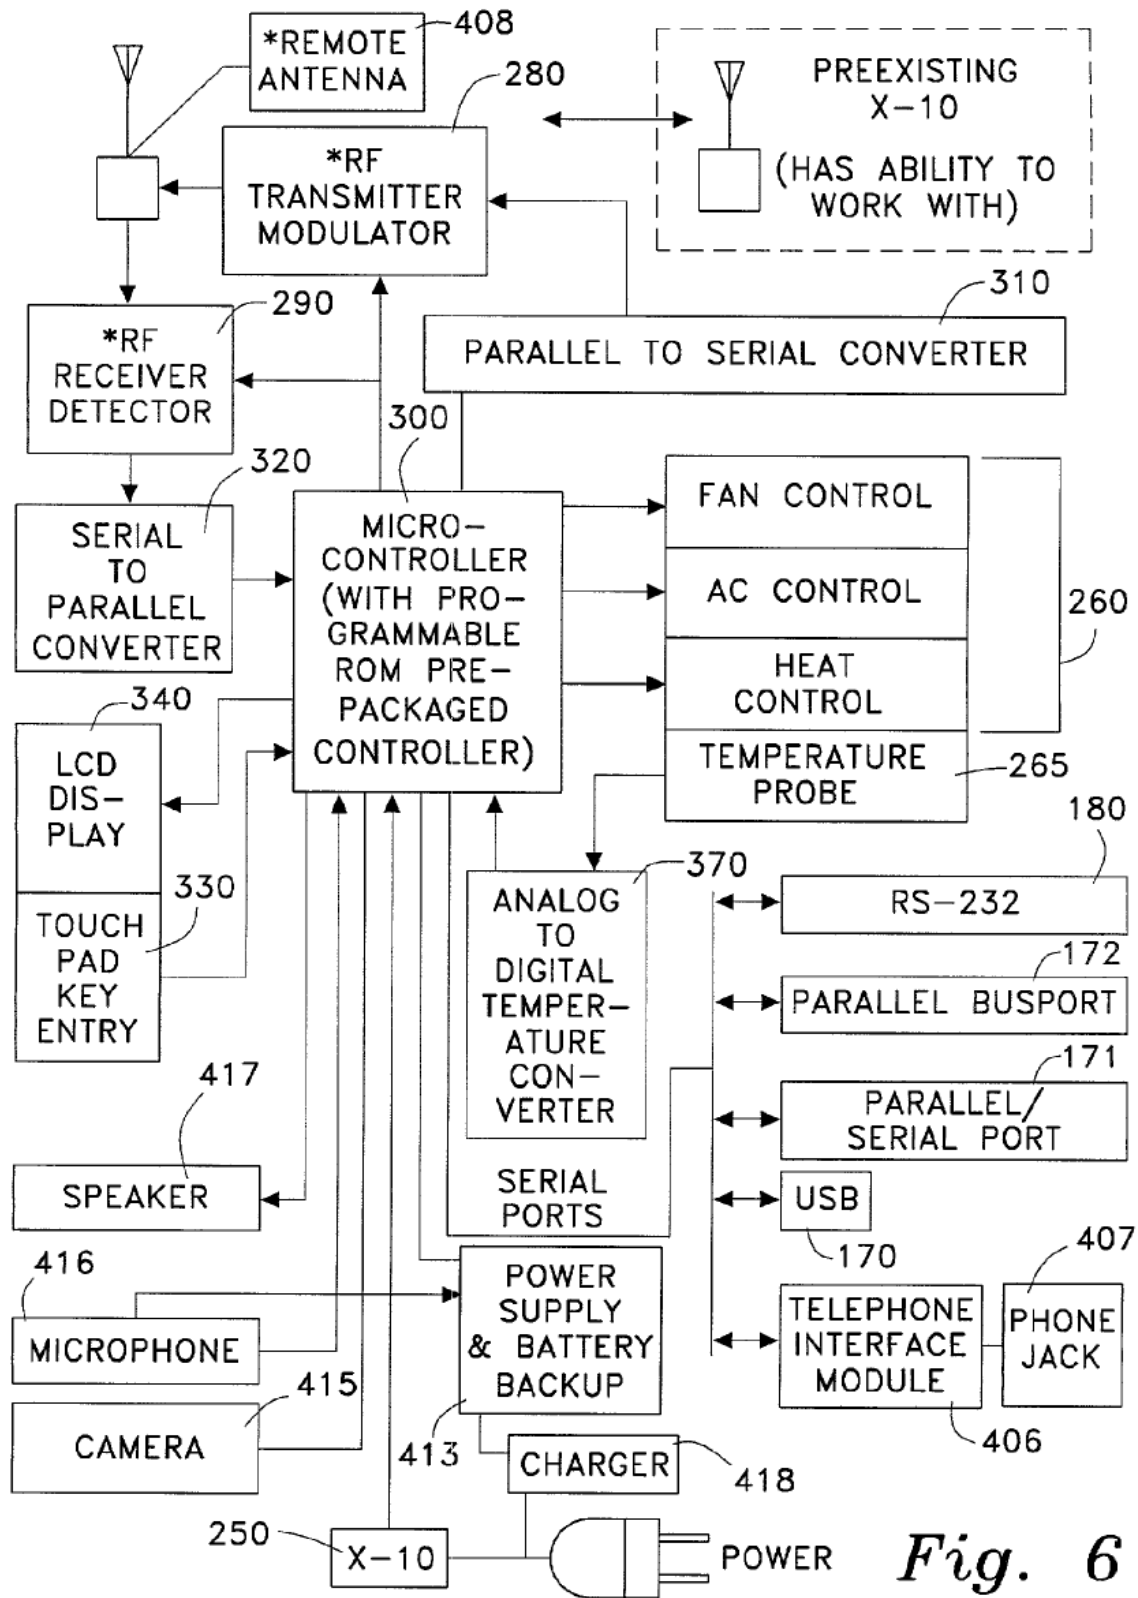 *REMOTE
ANTENNA
408
280
PREEXISTING
X-10
(HAS ABILITY TO
WORK WITH)
*RF
TRANSMITTER
MODULATOR
290
*RF
RECEIVER
DETECTOR
310
PARALLEL TO SERIAL CONVERTER
300
320
SERIAL
TO
PARALLEL
CONVERTER
MICRO-
CONTROLLER
(WITH PRO-
GRAMMABLE
ROM PRE-
PACKAGED
CONTROLLER)
FAN CONTROL
AC CONTROL
HEAT
CONTROL
260
TEMPERATURE
PROBE
265
340
LCD
DIS-
PLAY
330
TOUCH
PAD
KEY
ENTRY
370
ANALOG
TO
DIGITAL
TEMPER-
ATURE
CON-
VERTER
180
RS-232
172
PARALLEL BUSPORT
171
PARALLEL/
SERIAL PORT
USB
170
417
SPEAKER
SERIAL
PORTS
416
MICROPHONE
POWER
SUPPLY
& BATTERY
BACKUP
413
TELEPHONE
INTERFACE
MODULE
406
407
PHONE
JACK
415
CAMERA
CHARGER
418
250
X-10
POWER
Fig. 6